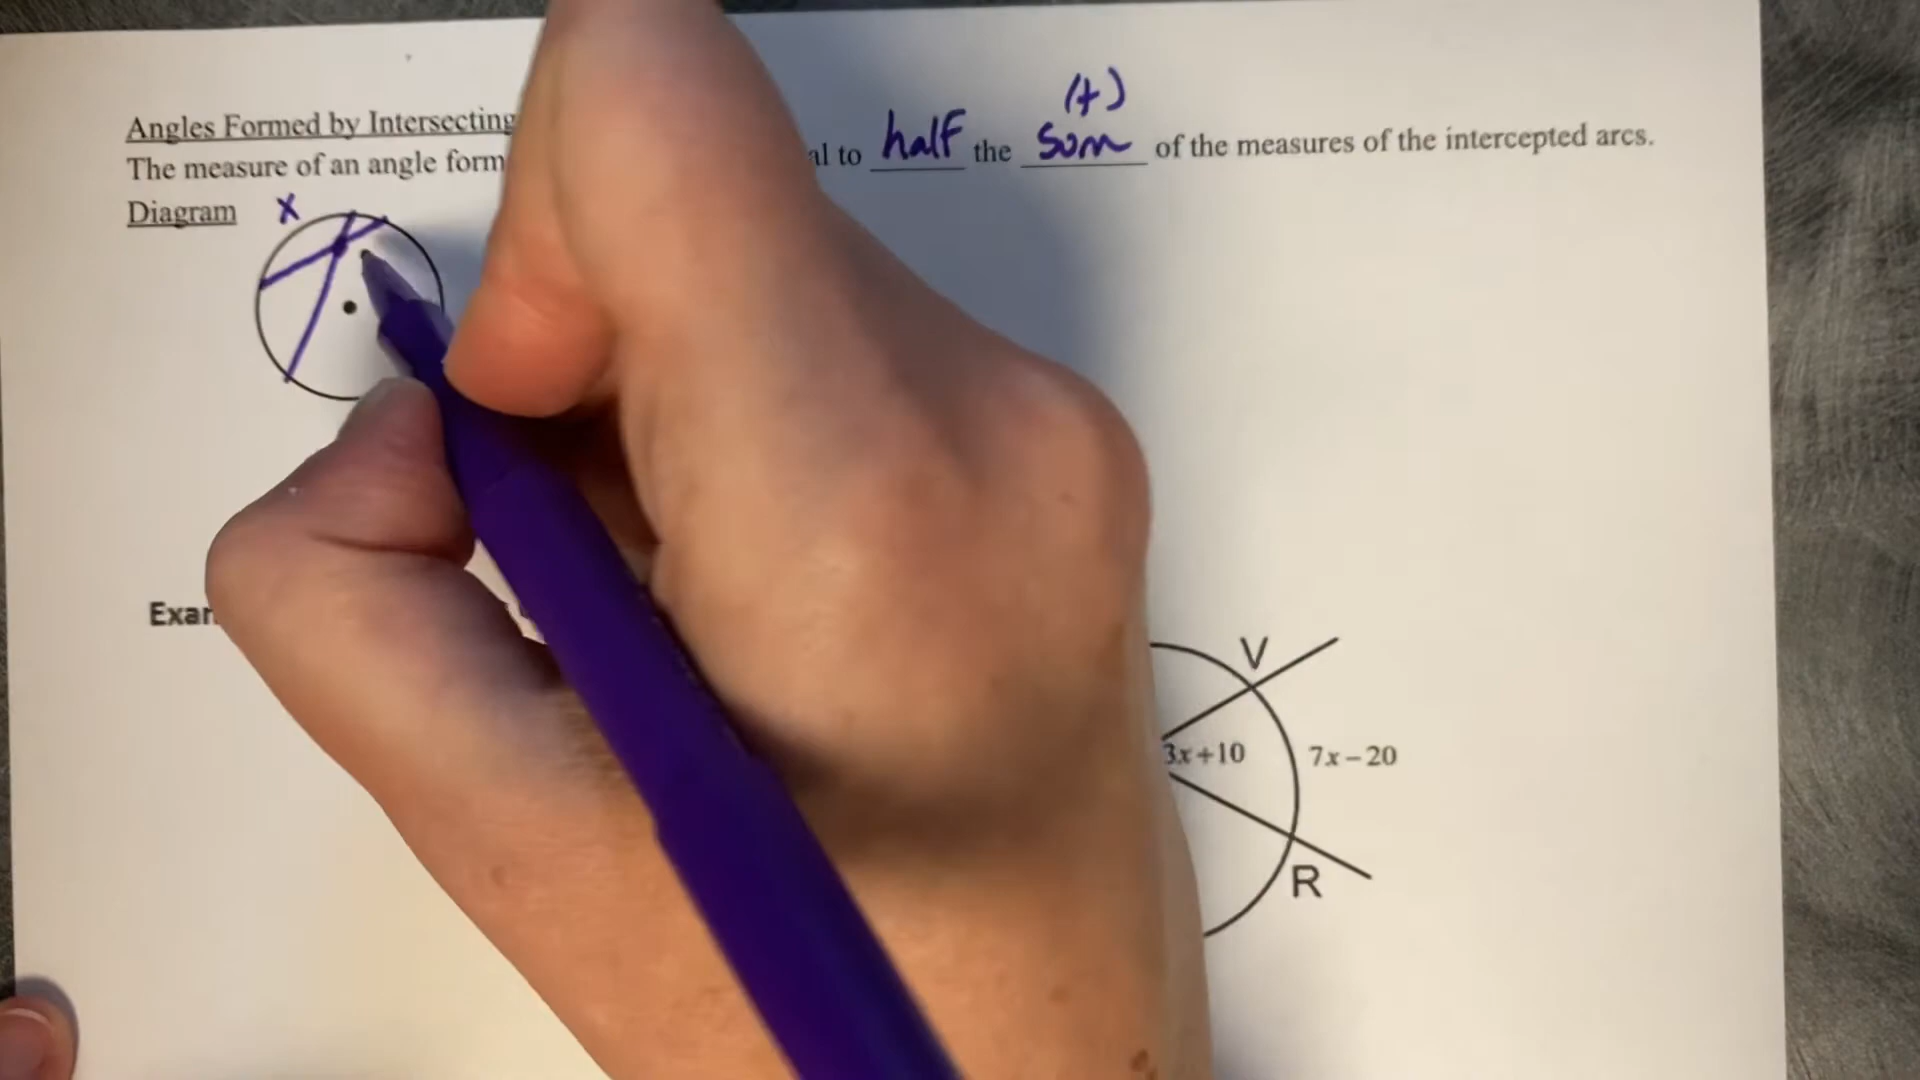 Angles Formed by Intersecting
(+)
The measure of an angle form al to half the sum of the measures of the intercepted arcs.
Diagram x
Exam
V
3x+10 7x-20
R